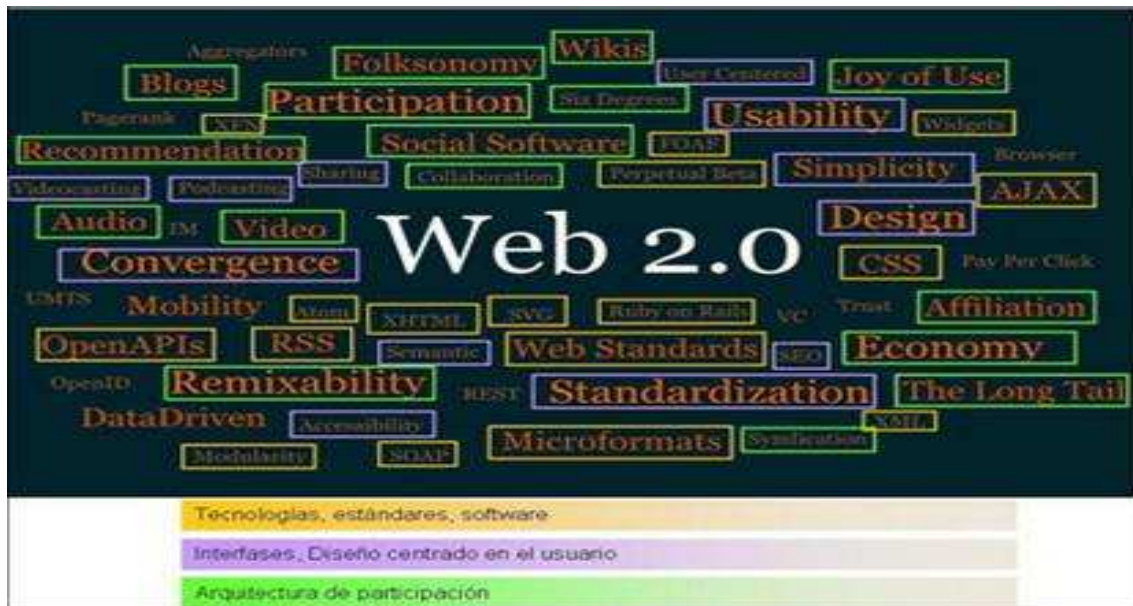 Wikis
Aggregators Folksonomy
User Centered Joy of Use
Blogs
Participation Six Degrees Usability
Pagerank XFN Widgets
Recommendation Social Software FOAF
Browser
Videocasting Podcasting Sharing Collaboration Perpetual Beta Simplicity
AJAX
Audio IM Video Web 2.0 Design
Convergence CSS Pay Per Click
UMTS Mobility Atom XHTML SVG Ruby on Rails VC Trust Affiliation
OpenAPIs RSS Semantic Web Standards SEO Economy
OpenID Remixability REST Standardization The Long Tail
DataDriven Accessibility XML
Modularity SOAP Microformats Syndication
Tecnologías, estándares, software
Interfases, Diseño centrado en el usuario
Arquitectura de participación